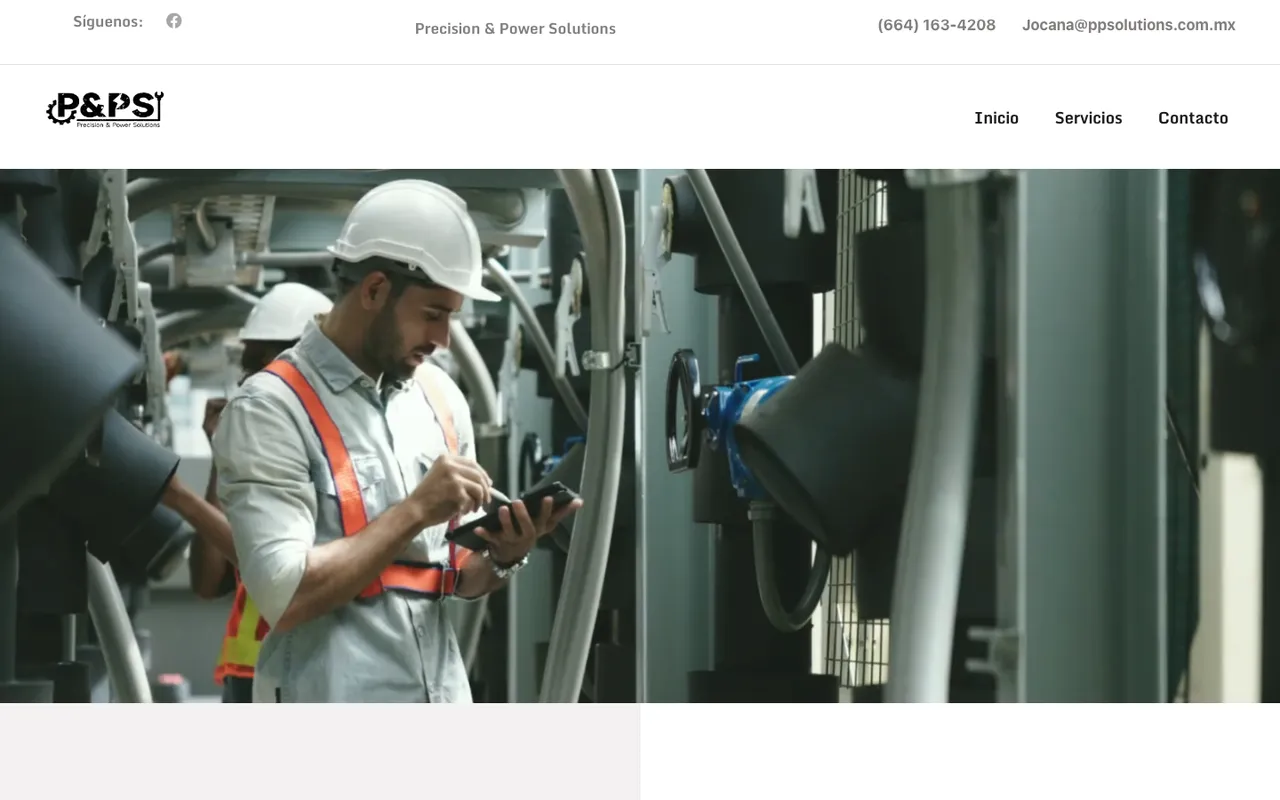 Síguenos:
Precision & Power Solutions
(664) 163-4208
Jocana@ppsolutions.com.mx
P&PS
Precision & Power Solutions
Inicio
Servicios
Contacto